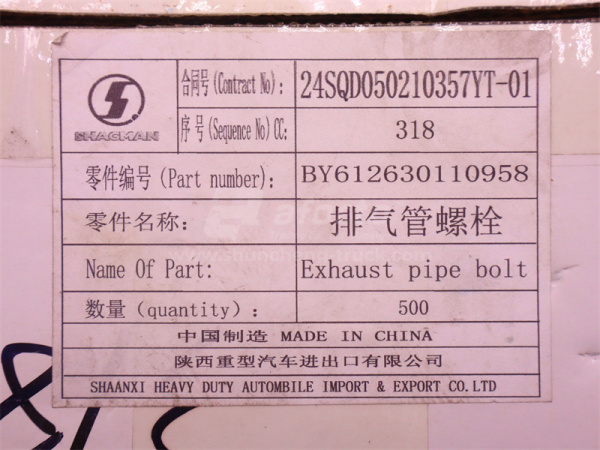 SHACMAN
合同号(Contract No): 24SQD050210357YT-01
序号(Sequence No)CC: 318
零件编号(Part number): BY612630110958
零件名称: 排气管螺栓
Name Of Part: Exhaust pipe bolt
数量(quantity): 500
中国制造 MADE IN CHINA
陕西重型汽车进出口有限公司
SHAANXI HEAVY DUTY AUTOMBILE IMPORT & EXPORT CO.LTD